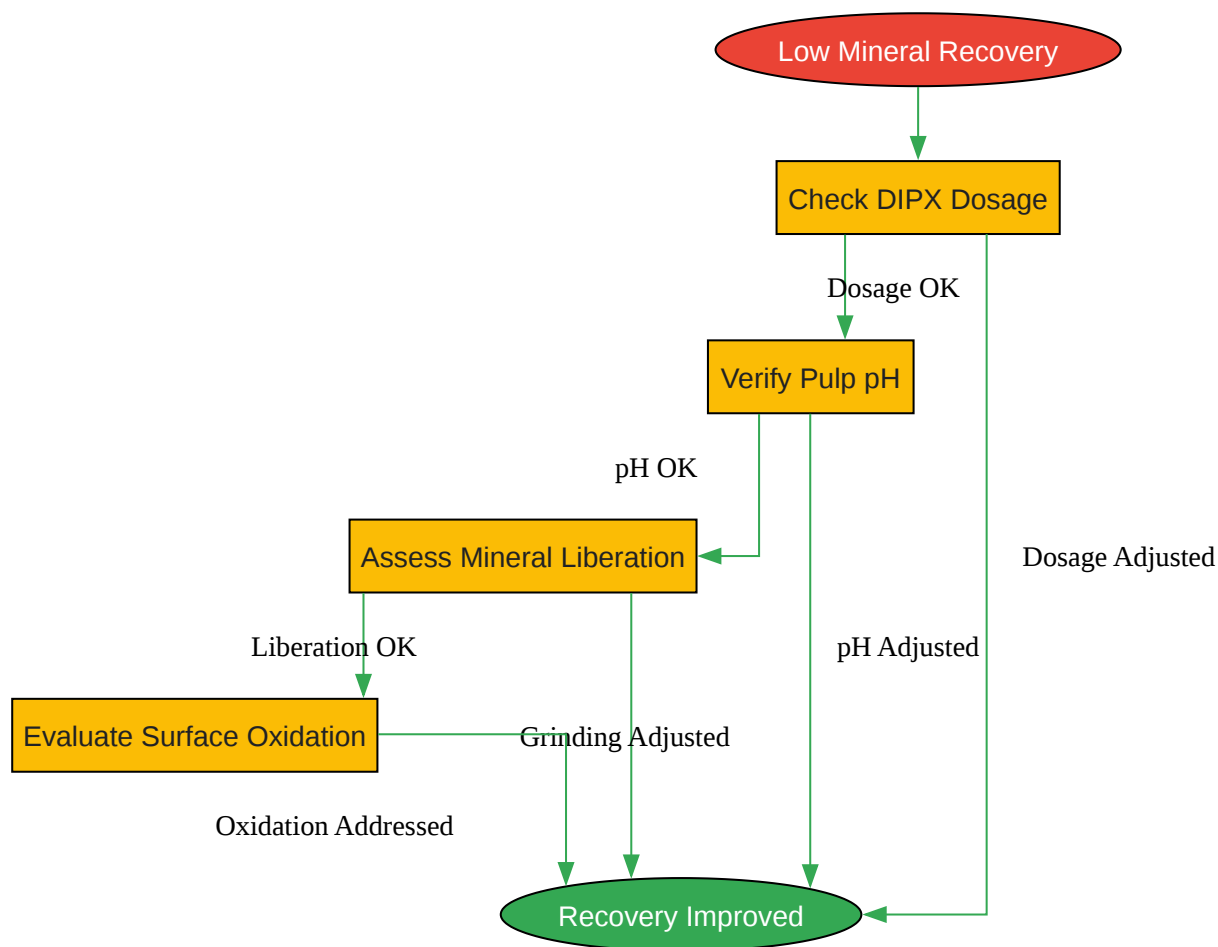 Low Mineral Recovery
Check DIPX Dosage
Dosage OK
Verify Pulp pH
pH OK
Assess Mineral Liberation
Dosage Adjusted
Liberation OK
pH Adjusted
Evaluate Surface Oxidation
Grinding Adjusted
Oxidation Addressed
Recovery Improved